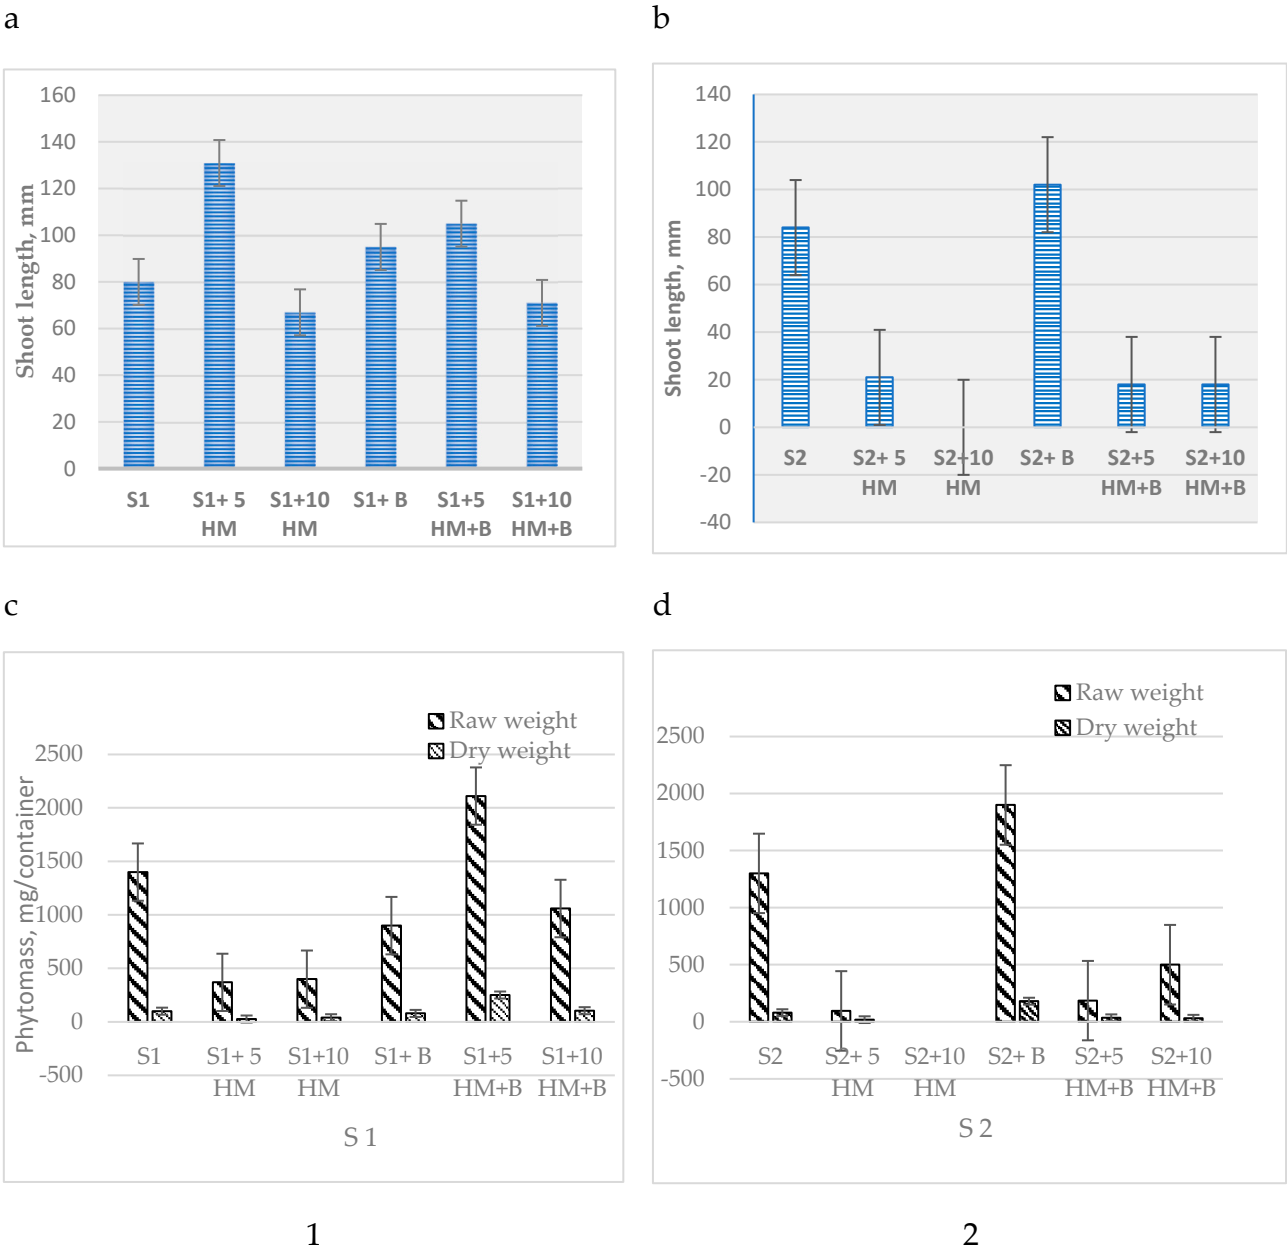 a
160
140
120
100
80
60
40
20
0
Shoot length, mm
S1 S1+ 5 S1+10 S1+ B S1+5 S1+10
HM HM HM+B HM+B
b
140
120
100
80
60
40
20
0
-20
-40
Shoot length, mm
S2 S2+ 5 S2+10 S2+ B S2+5 S2+10
HM HM HM+B HM+B
c
Raw weight
Dry weight
2500
2000
1500
1000
500
0
-500
Phytomass, mg/container
S1 S1+ 5 S1+10 S1+ B S1+5 S1+10
HM HM HM+B HM+B
S 1
d
Raw weight
Dry weight
2500
2000
1500
1000
500
0
-500
S2 S2+ 5 S2+10 S2+ B S2+5 S2+10
HM HM HM+B HM+B
S 2
1
2